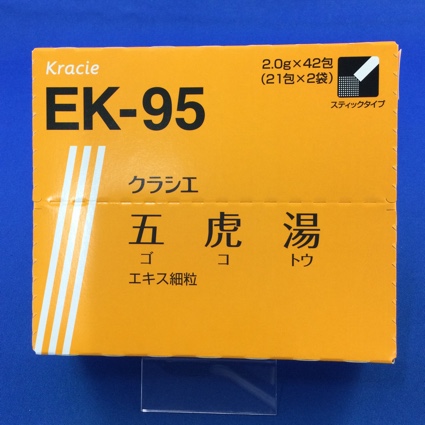 Kracie
EK-95
2.0g×42包
(21包×2袋)
スティックタイプ
クラシエ
五虎湯
ゴコトウ
エキス細粒